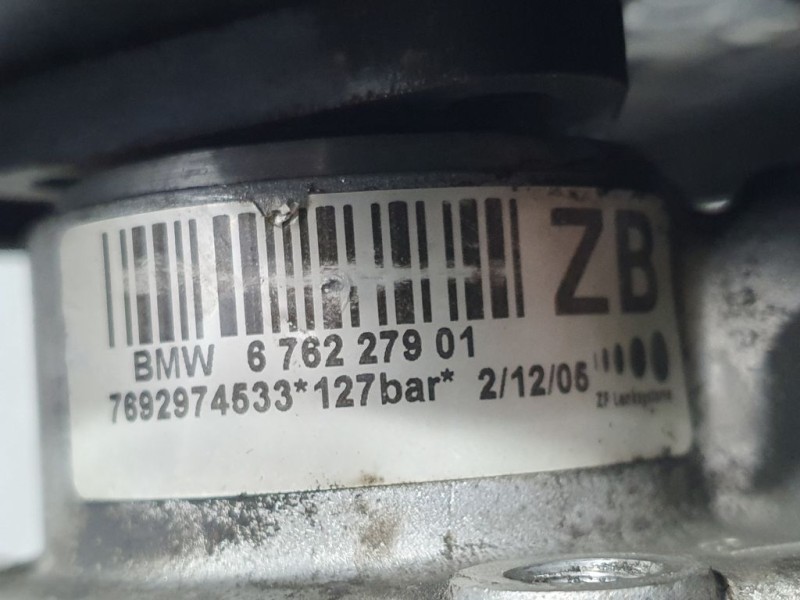 ZB
BMW 6 762 279 01
7692974533*127bar* 2/12/05
ZF Lenksysteme